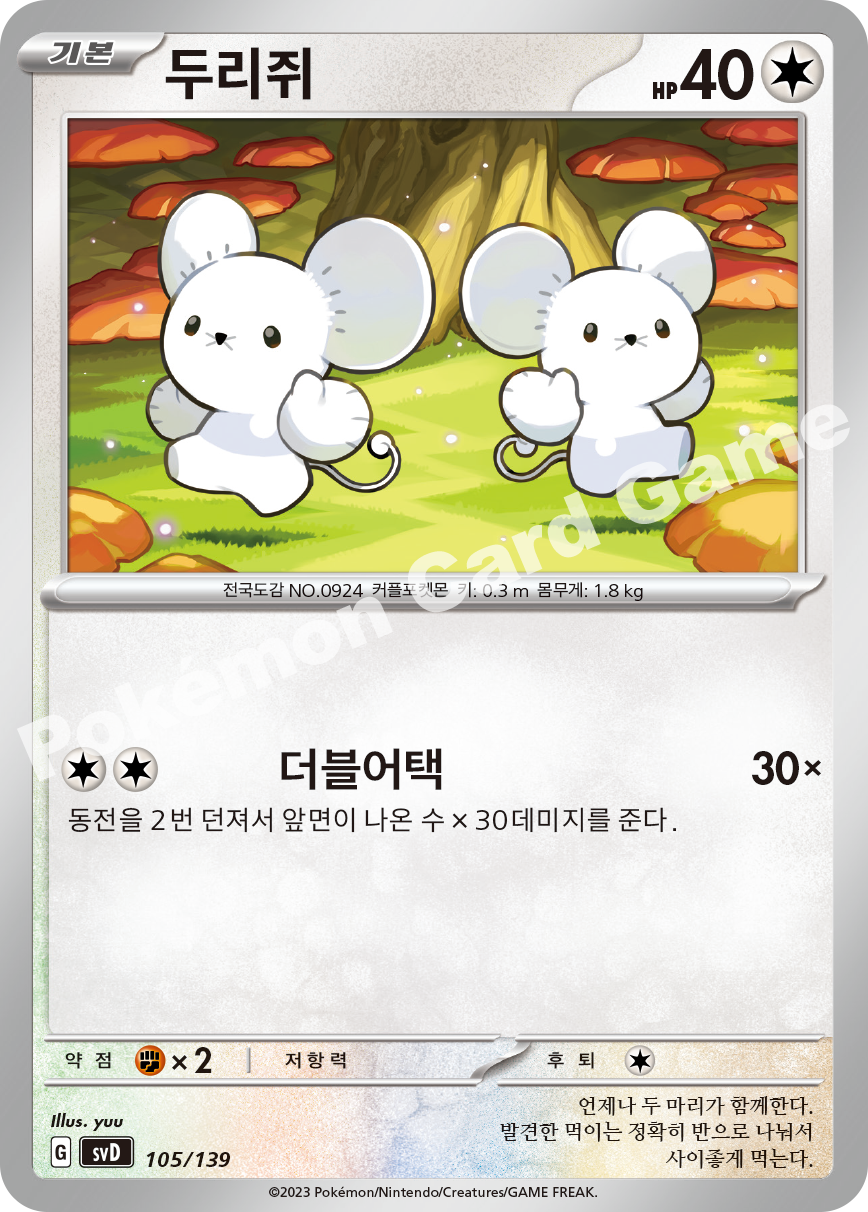 기본 두리쥐 HP 40
전국도감 NO.0924 커플포켓몬 키: 0.3 m 몸무게: 1.8 kg
Pokémon Card Game
더블어택 30×
동전을 2번 던져서 앞면이 나온 수 × 30데미지를 준다.
약점 ×2 저항력 후퇴
언제나 두 마리가 함께한다.
발견한 먹이는 정확히 반으로 나눠서
사이좋게 먹는다.
Illus. yuu
G svD 105/139
©2023 Pokémon/Nintendo/Creatures/GAME FREAK.